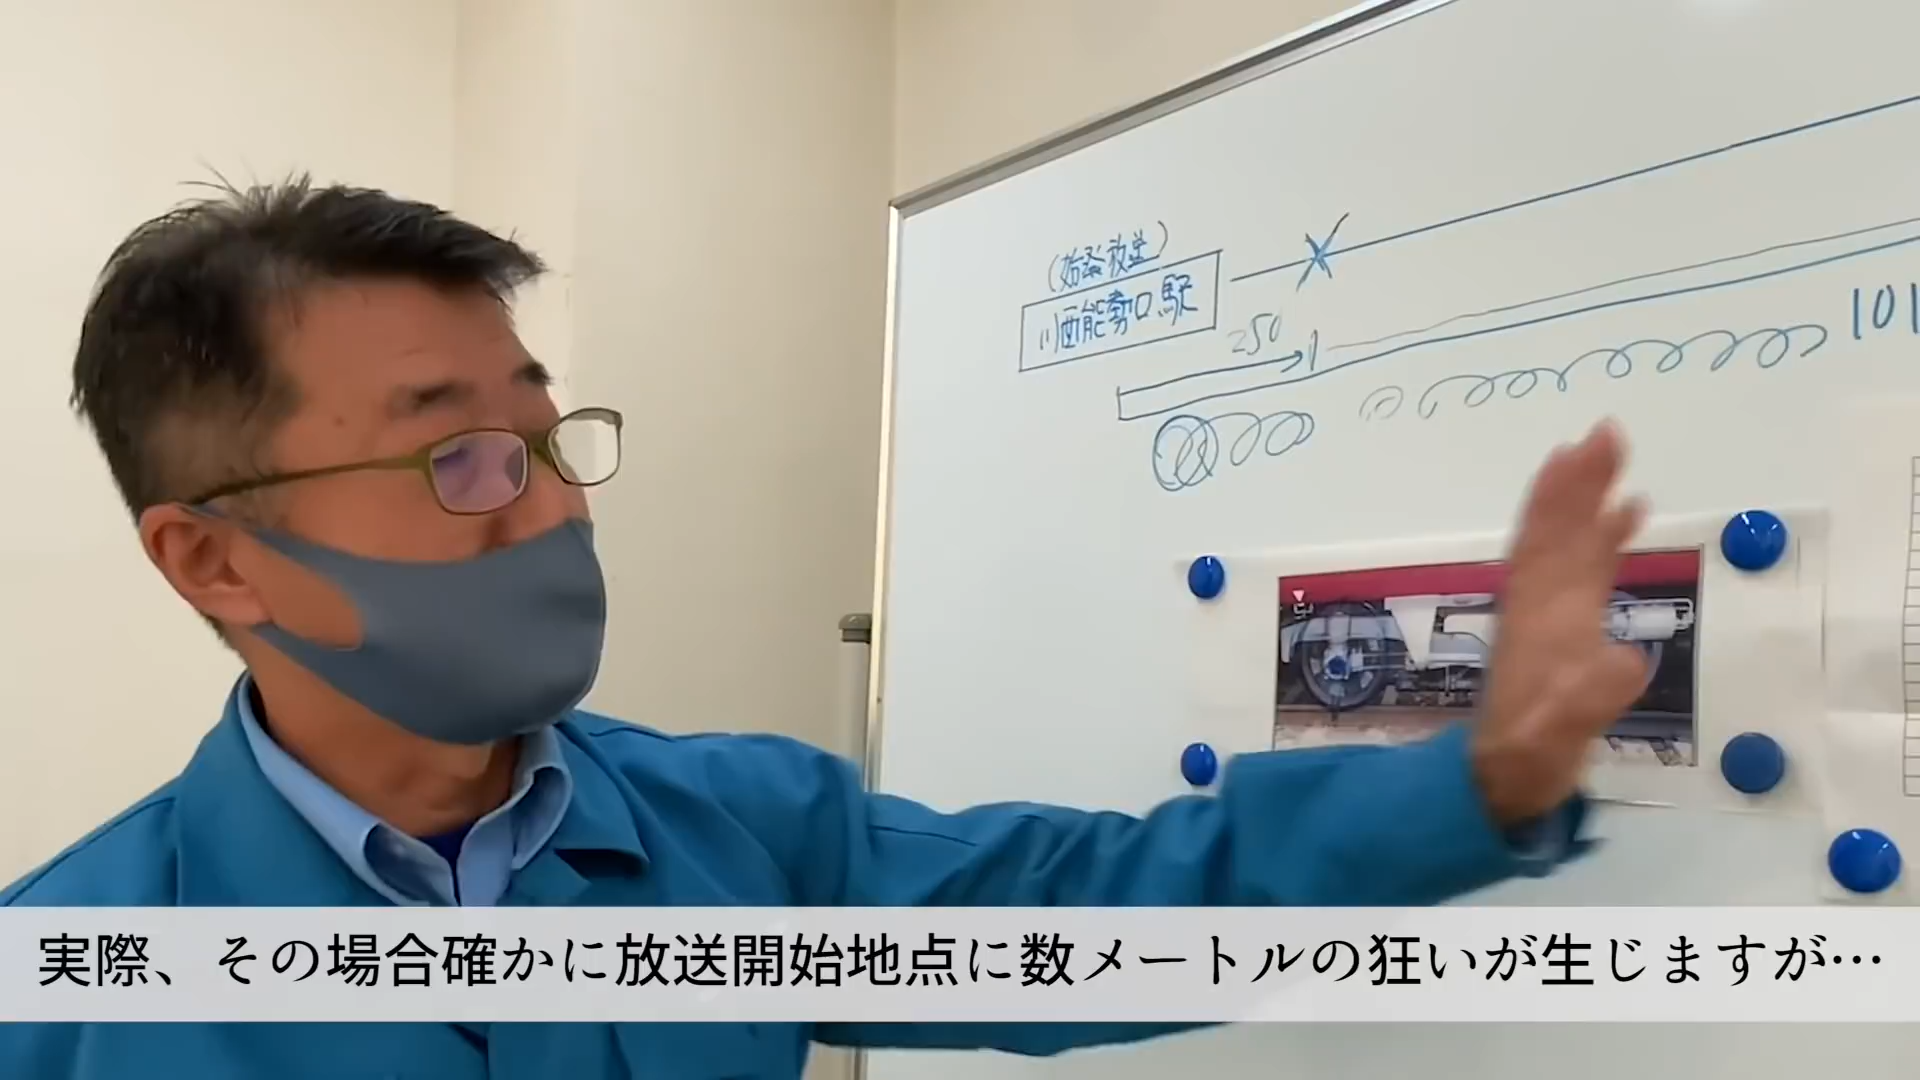 (始発放送)
川西能勢口駅
250
101
実際、その場合確かに放送開始地点に数メートルの狂いが生じますが…